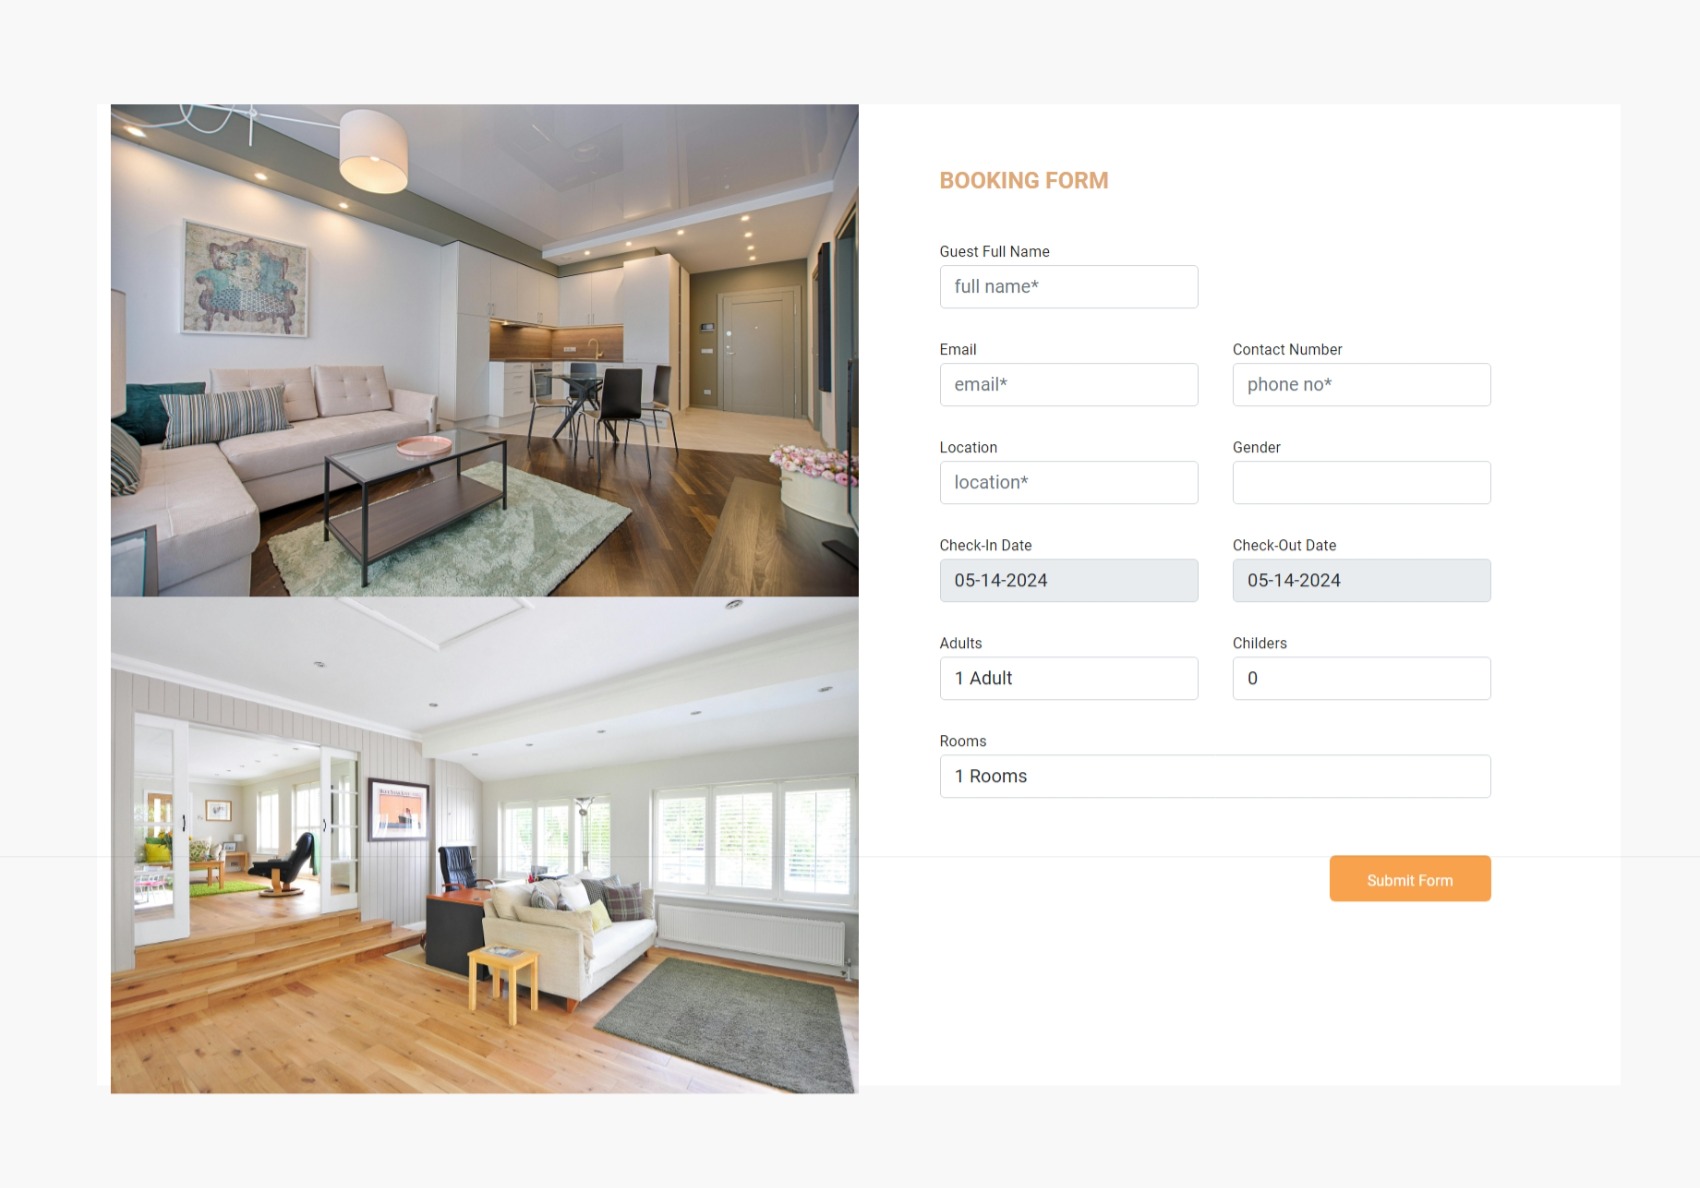 BOOKING FORM
Guest Full Name
full name*
Email
Contact Number
email*
phone no*
Location
Gender
location*
Check-In Date
Check-Out Date
05-14-2024
05-14-2024
Adults
Childers
1 Adult
0
Rooms
1 Rooms
Submit Form